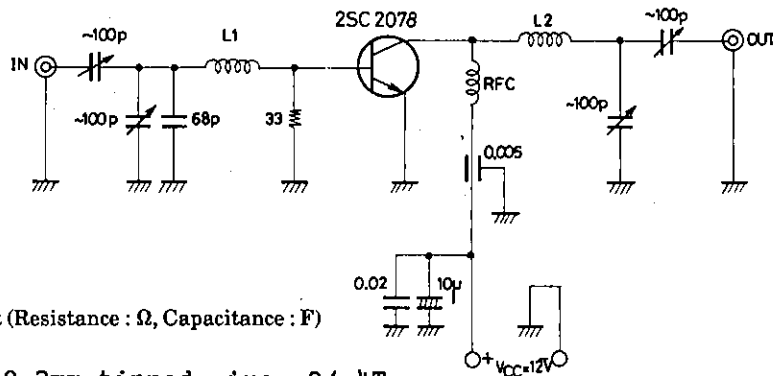 2SC 2078
~100p
L1
L2
~100p
IN
OUT
RFC
~100p
68p
33
~100p
0.005
0.02
10μ
(Resistance : Ω, Capacitance : F)
+ VCC=12V